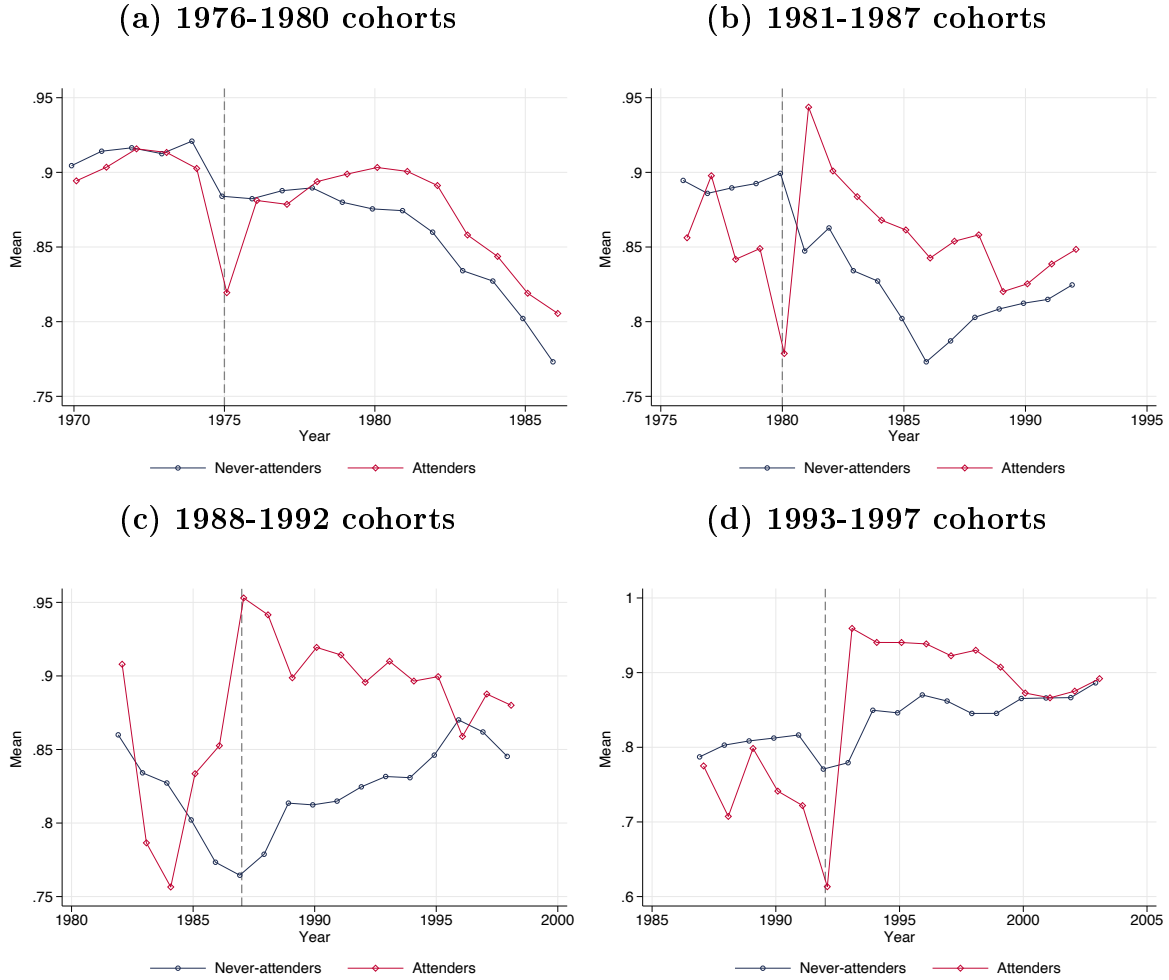 (a) 1976-1980 cohorts
.95
.9
.85
.8
.75
Mean
1970 1975 1980 1985
Year
Never-attenders Attenders
(b) 1981-1987 cohorts
.95
.9
.85
.8
.75
Mean
1975 1980 1985 1990 1995
Year
Never-attenders Attenders
(c) 1988-1992 cohorts
.95
.9
.85
.8
.75
Mean
1980 1985 1990 1995 2000
Year
Never-attenders Attenders
(d) 1993-1997 cohorts
1
.9
.8
.7
.6
Mean
1985 1990 1995 2000 2005
Year
Never-attenders Attenders